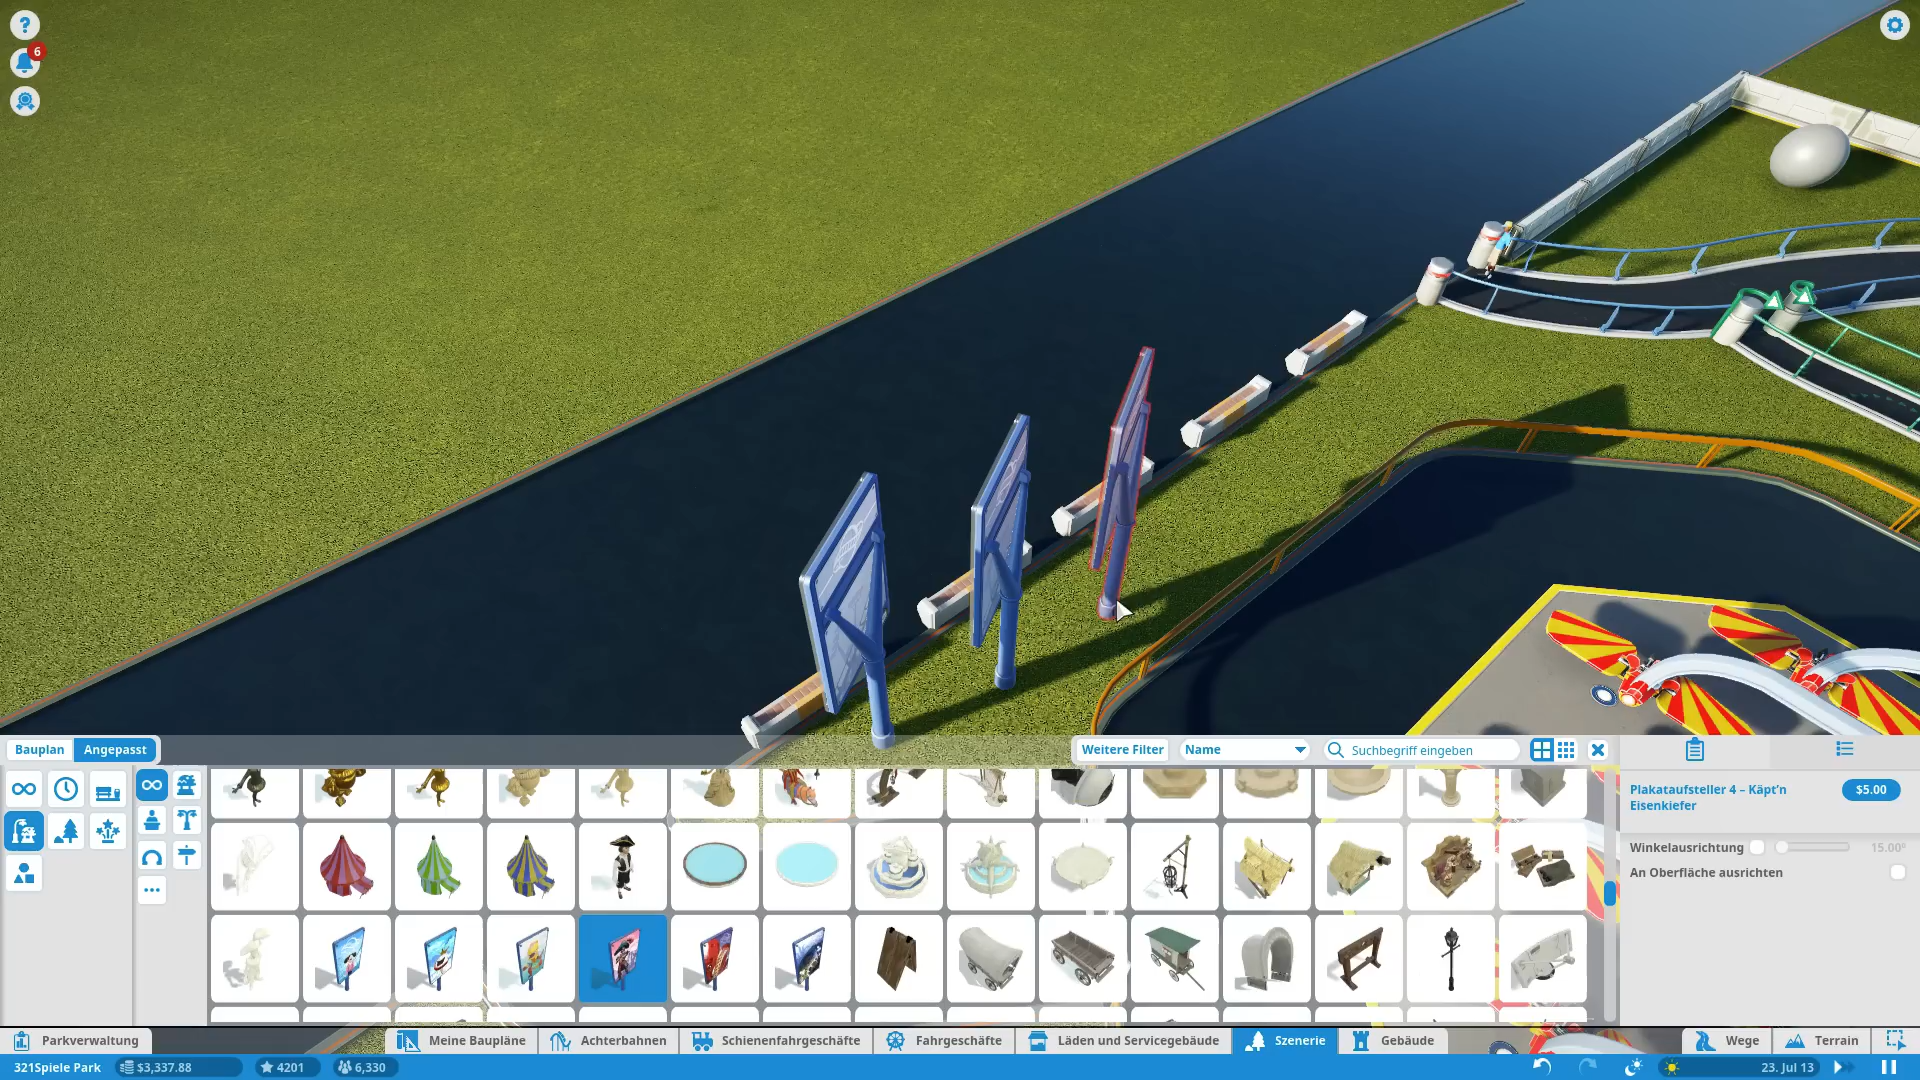 ?
6
Bauplan
Angepasst
Weitere Filter
Name
Suchbegriff eingeben
Plakataufsteller 4 – Käpt'n
Eisenkiefer
$5.00
Winkelausrichtung
15.00°
An Oberfläche ausrichten
Parkverwaltung
Meine Baupläne
Achterbahnen
Schienenfahrgeschäfte
Fahrgeschäfte
Läden und Servicegebäude
Szenerie
Gebäude
Wege
Terrain
321Spiele Park
$3,337.88
4201
6,330
23. Jul 13